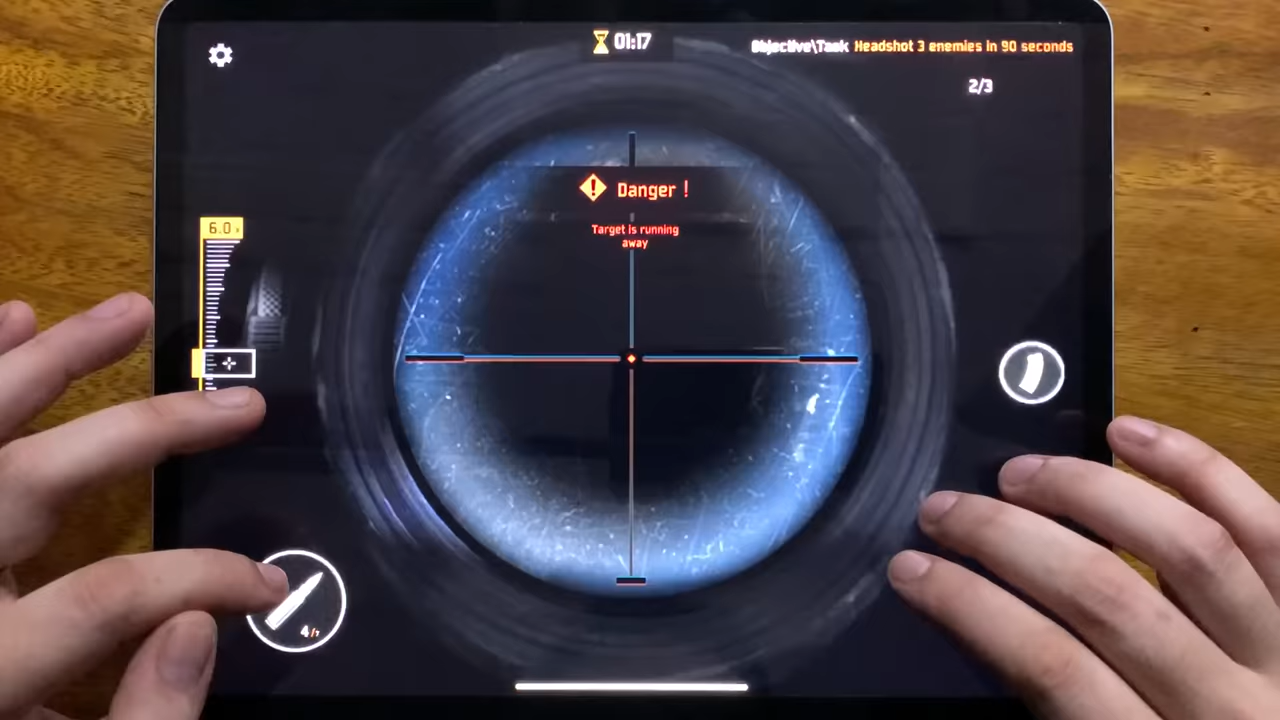 01:17
Objective\Task Headshot 3 enemies in 90 seconds
2/3
Danger !
Target is running
away
6.0 x
4/7